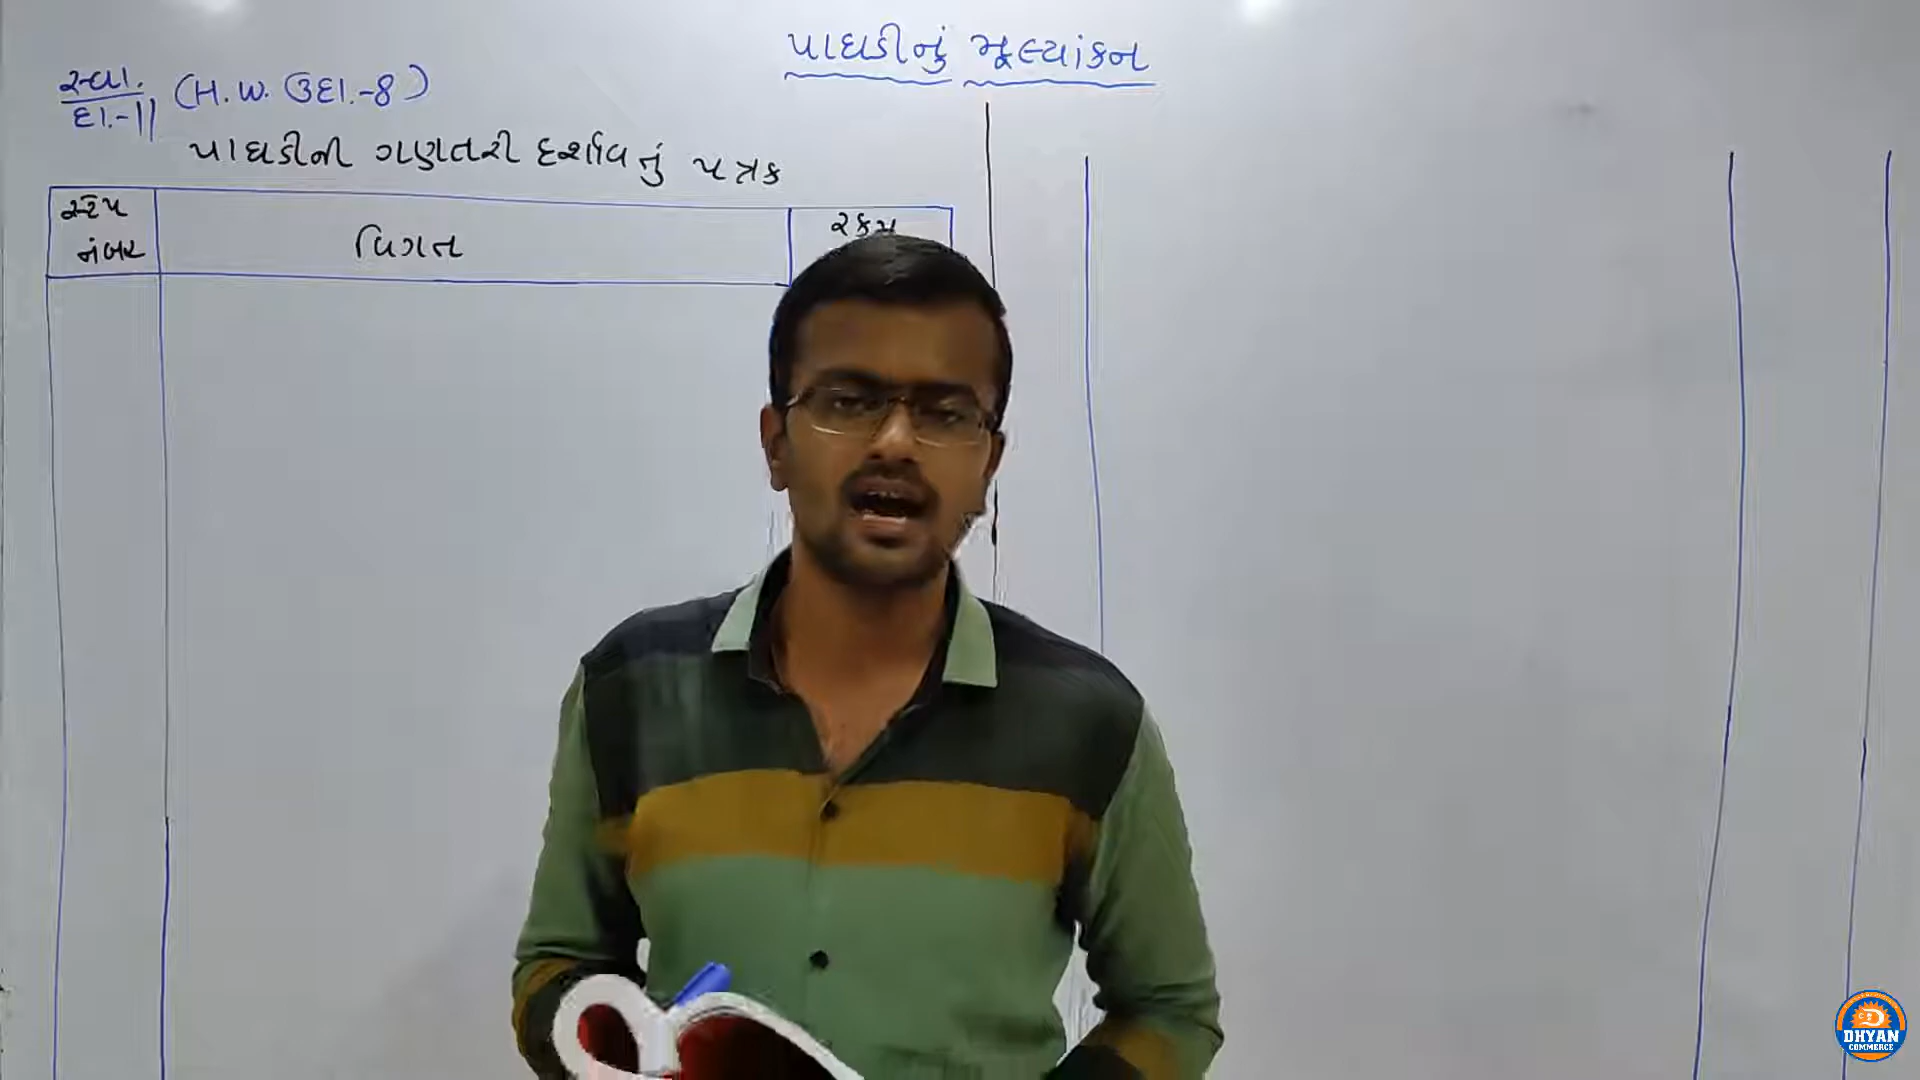 પાઘડીનું મૂલ્યાંકન
સ્વા. (H.W. ઉદા.-8)
દા.-11
પાઘડીની ગણતરી દર્શાવતું પત્રક
સ્ટેપ નંબર
વિગત
રકમ
DHYAN
COMMERCE